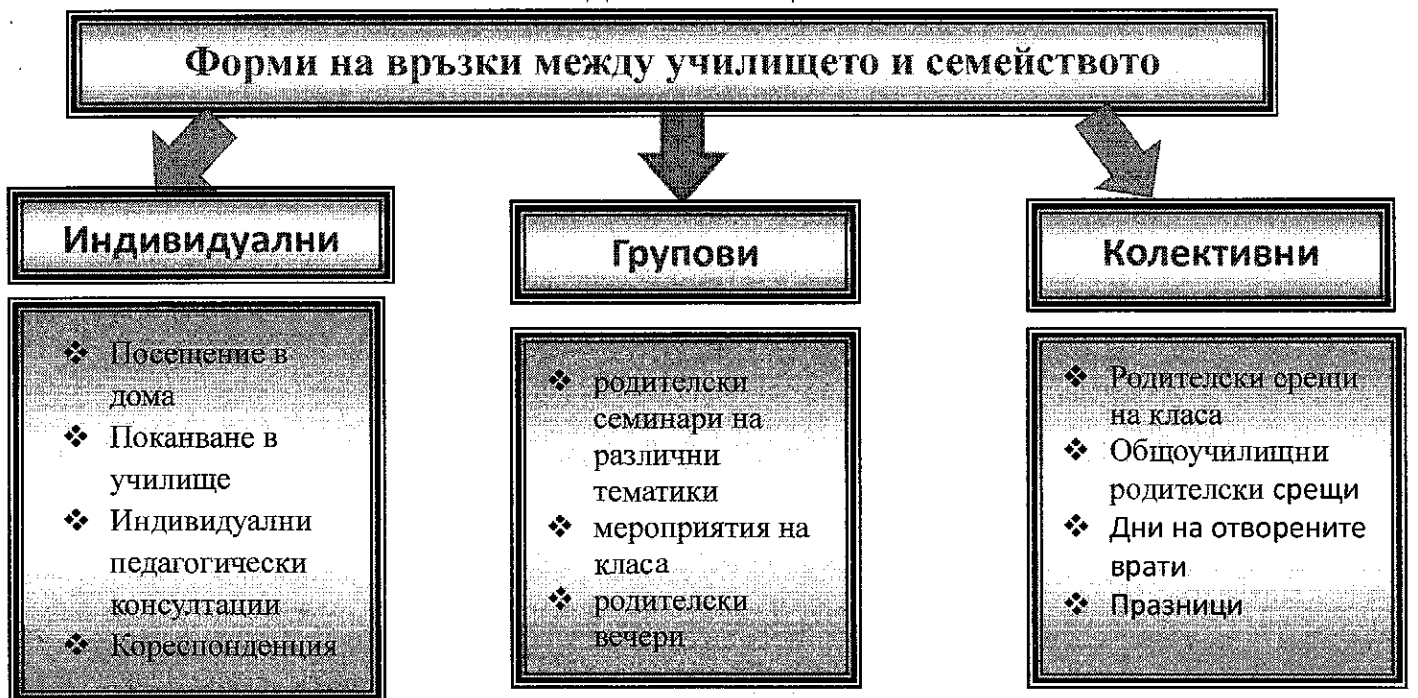 Форми на връзки между училището и семейството
Индивидуални
❖ Посещение в
дома
❖ Поканване в
училище
❖ Индивидуални
педагогически
консултации
❖ Кореспонденция
Групови
❖ родителски
семинари на
различни
тематики
❖ мероприятия на
класа
❖ родителски
вечери
Колективни
❖ Родителски срещи
на класа
❖ Общоучилищни
родителски срещи
❖ Дни на отворените
врати
❖ Празници